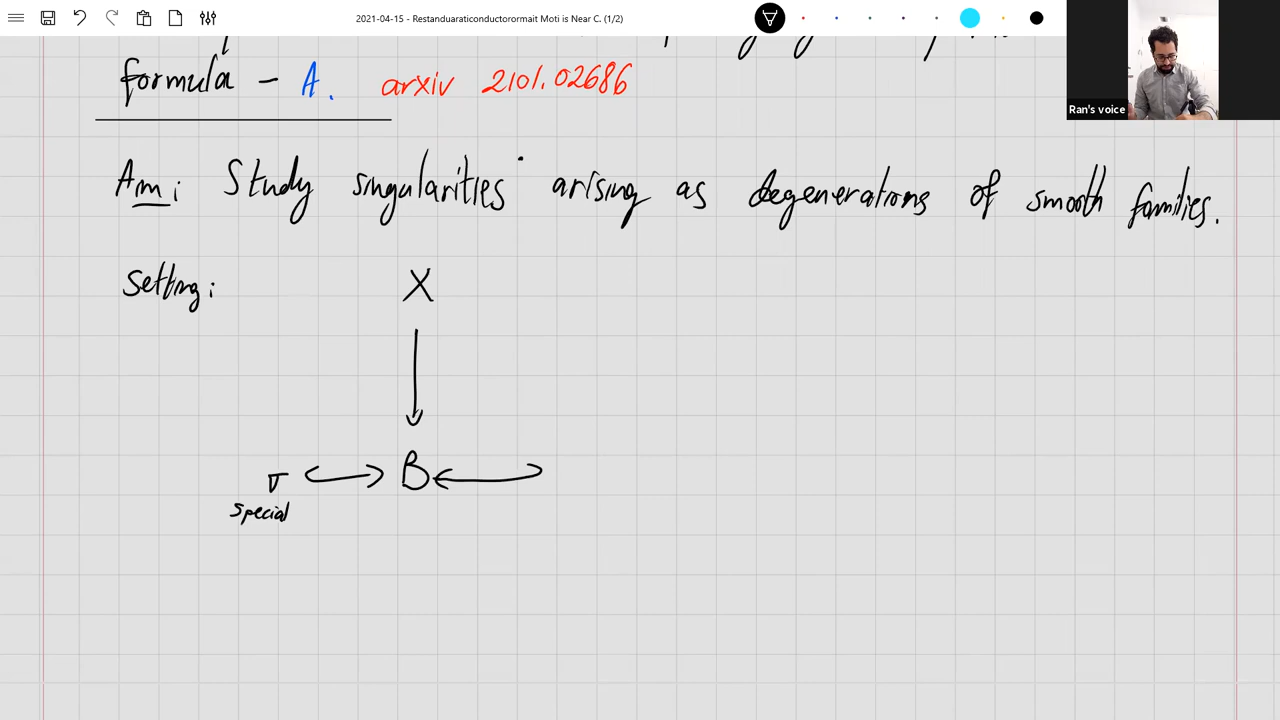 2021-04-15 - Restanduaraticonductorormait Moti is Near C. (1/2)
Ran's voice
formula - A. arxiv 2101.02686
Aim: Study singularities arising as degenerations of smooth families.
Setting: X
σ B
special